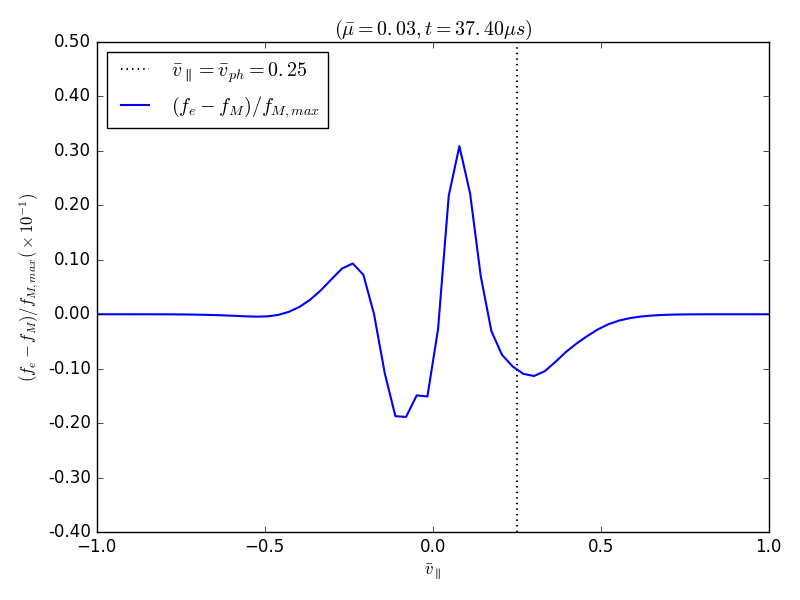 (μ̄ = 0.03, t = 37.40μs)
0.50
0.40
0.30
0.20
0.10
0.00
-0.10
-0.20
-0.30
-0.40
v̄∥ = v̄ph = 0.25
(fe − fM)/fM,max
(fe − fM)/fM,max(×10⁻¹)
−1.0 −0.5 0.0 0.5 1.0
v̄∥